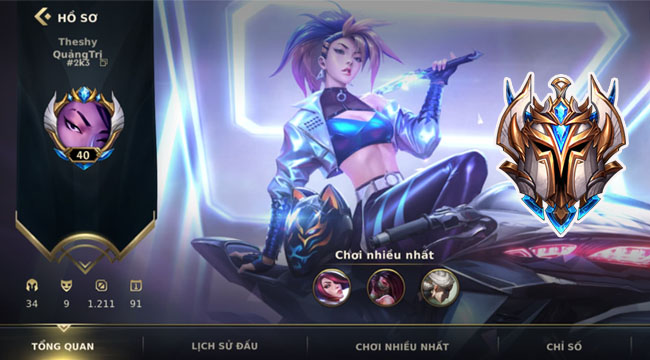 HỒ SƠ
Theshy
QuảngTrị
#2k3
40
Chơi nhiều nhất
34 9 1.211 91
TỔNG QUAN LỊCH SỬ ĐẤU CHƠI NHIỀU NHẤT CHỈ SỐ